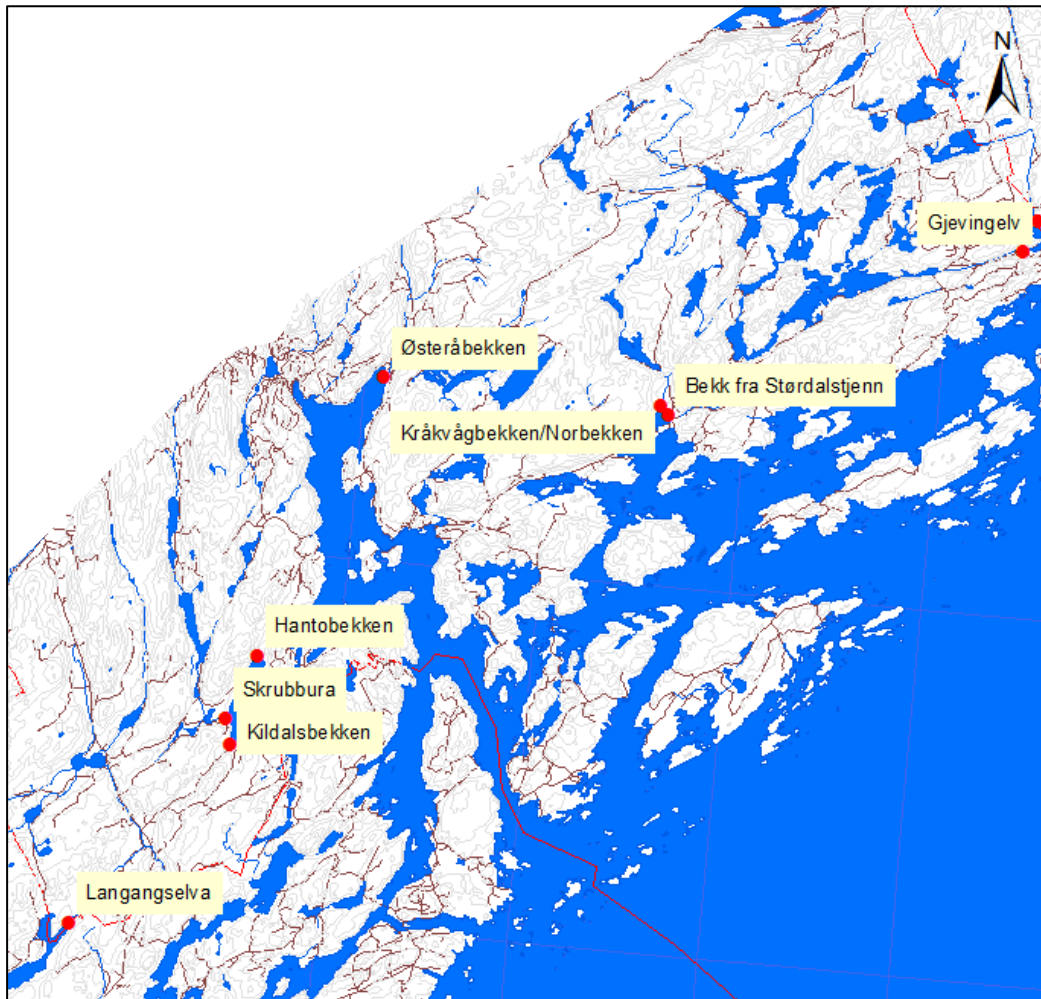 N
Gjevingelv
Østeråbekken
Bekk fra Størdalstjenn
Kråkvågbekken/Norbekken
Hantobekken
Skrubbura
Kildalsbekken
Langangselva